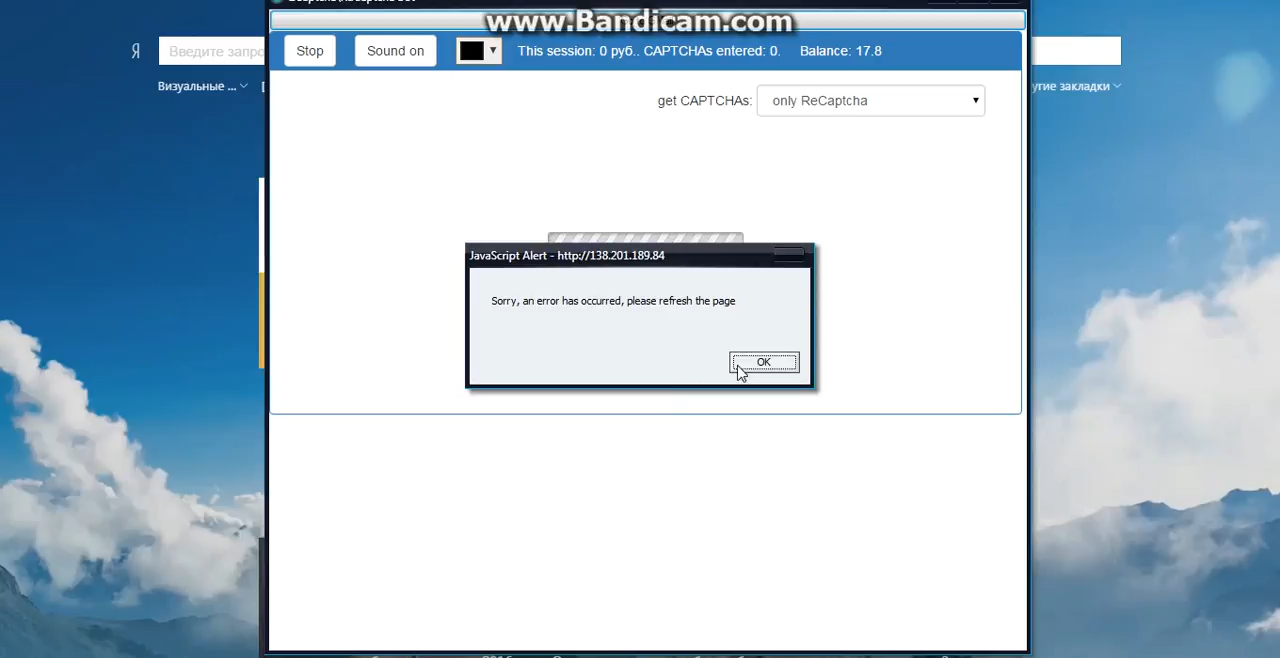 www.Bandicam.com
Stop
Sound on
This session: 0 руб.. CAPTCHAs entered: 0.
Balance: 17.8
Я
Введите запро
Визуальные ...
угие закладки
get CAPTCHAs:
only ReCaptcha
JavaScript Alert - http://138.201.189.84
Sorry, an error has occurred, please refresh the page
OK